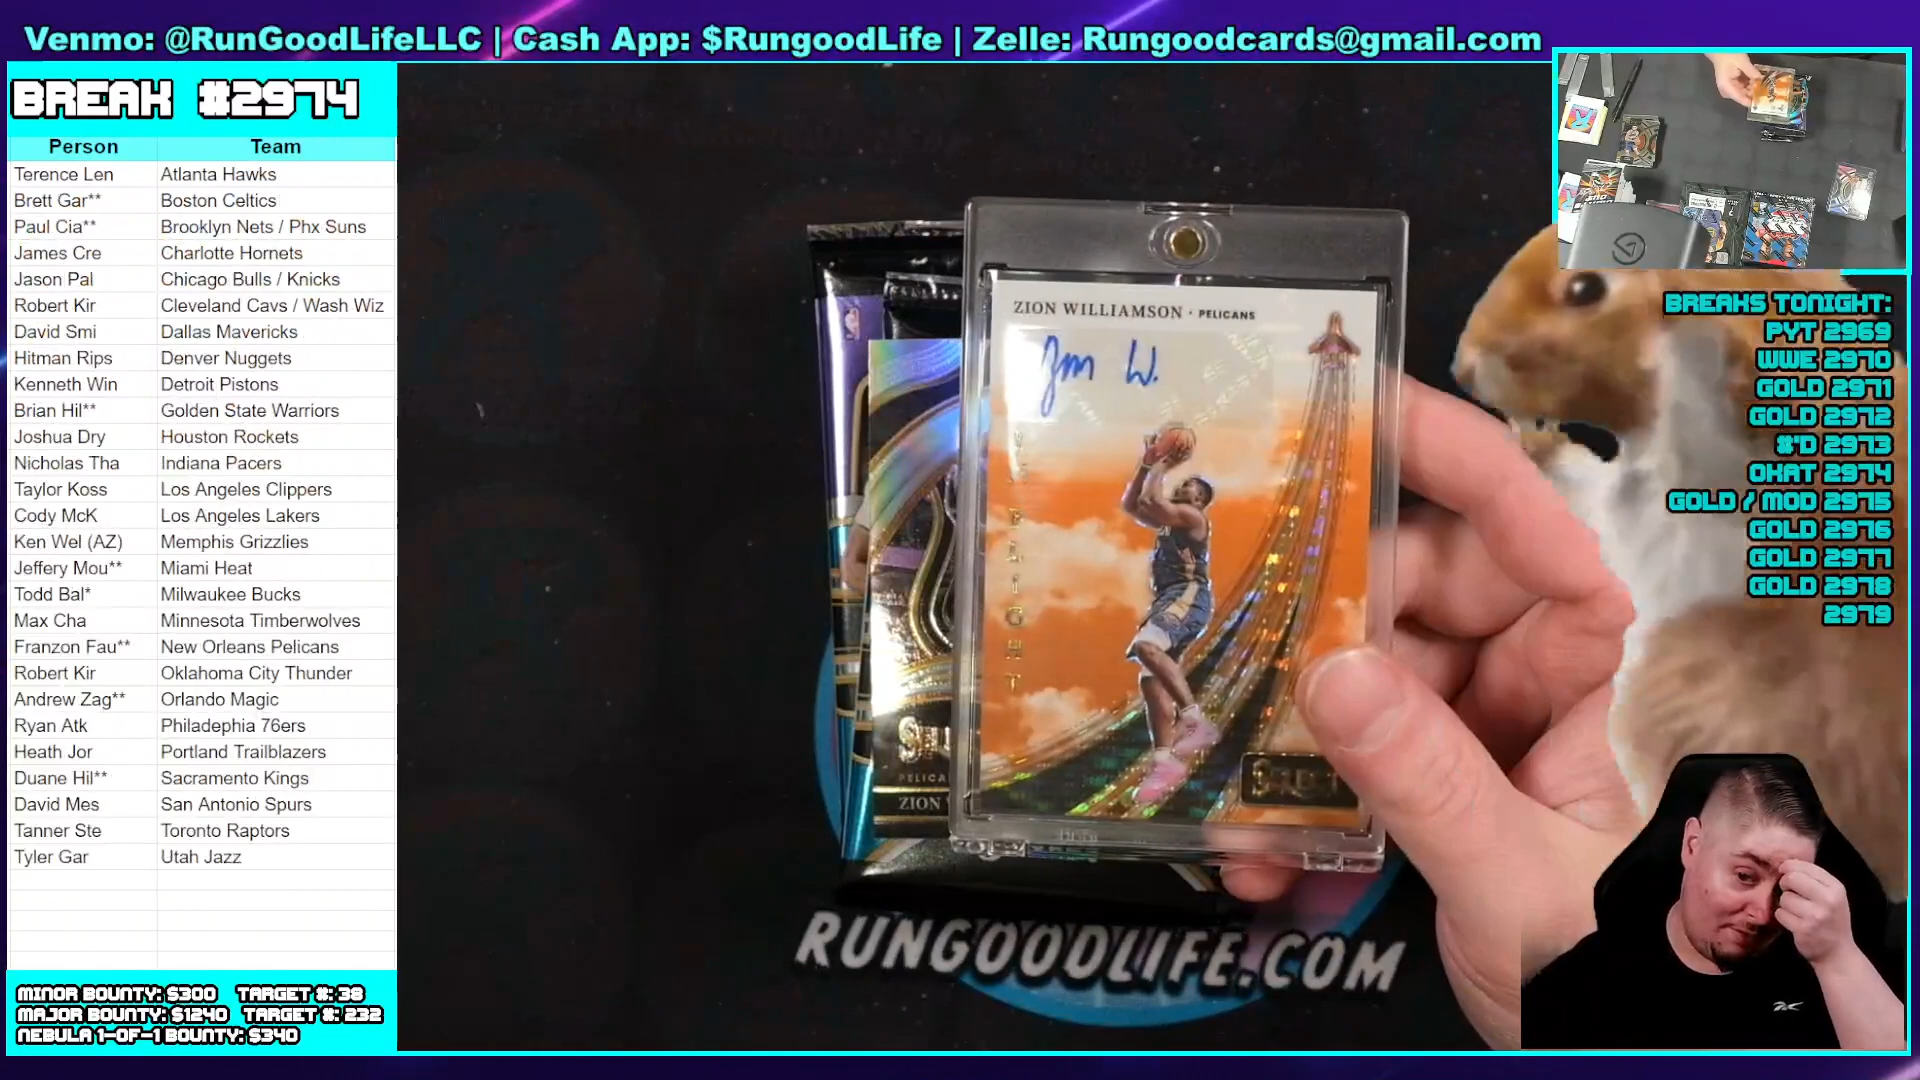 Venmo: @RunGoodLifeLLC | Cash App: $RungoodLife | Zelle: Rungoodcards@gmail.com
BREAK #2974
Person Team
Terence Len Atlanta Hawks
Brett Gar** Boston Celtics
Paul Cia** Brooklyn Nets / Phx Suns
James Cre Charlotte Hornets
Jason Pal Chicago Bulls / Knicks
Robert Kir Cleveland Cavs / Wash Wiz
David Smi Dallas Mavericks
Hitman Rips Denver Nuggets
Kenneth Win Detroit Pistons
Brian Hil** Golden State Warriors
Joshua Dry Houston Rockets
Nicholas Tha Indiana Pacers
Taylor Koss Los Angeles Clippers
Cody McK Los Angeles Lakers
Ken Wel (AZ) Memphis Grizzlies
Jeffery Mou** Miami Heat
Todd Bal* Milwaukee Bucks
Max Cha Minnesota Timberwolves
Franzon Fau** New Orleans Pelicans
Robert Kir Oklahoma City Thunder
Andrew Zag** Orlando Magic
Ryan Atk Philadephia 76ers
Heath Jor Portland Trailblazers
Duane Hil** Sacramento Kings
David Mes San Antonio Spurs
Tanner Ste Toronto Raptors
Tyler Gar Utah Jazz
MINOR BOUNTY: $300 TARGET #: 38
MAJOR BOUNTY: $1240 TARGET #: 232
NEBULA 1-OF-1 BOUNTY: $340
ZION WILLIAMSON · PELICANS
SELECT
PELICA
ZION
RUNGOODLIFE.COM
BREAKS TONIGHT:
PYT 2969
WWE 2970
GOLD 2971
GOLD 2972
#'D 2973
OKAT 2974
GOLD / MOD 2975
GOLD 2976
GOLD 2977
GOLD 2978
2979